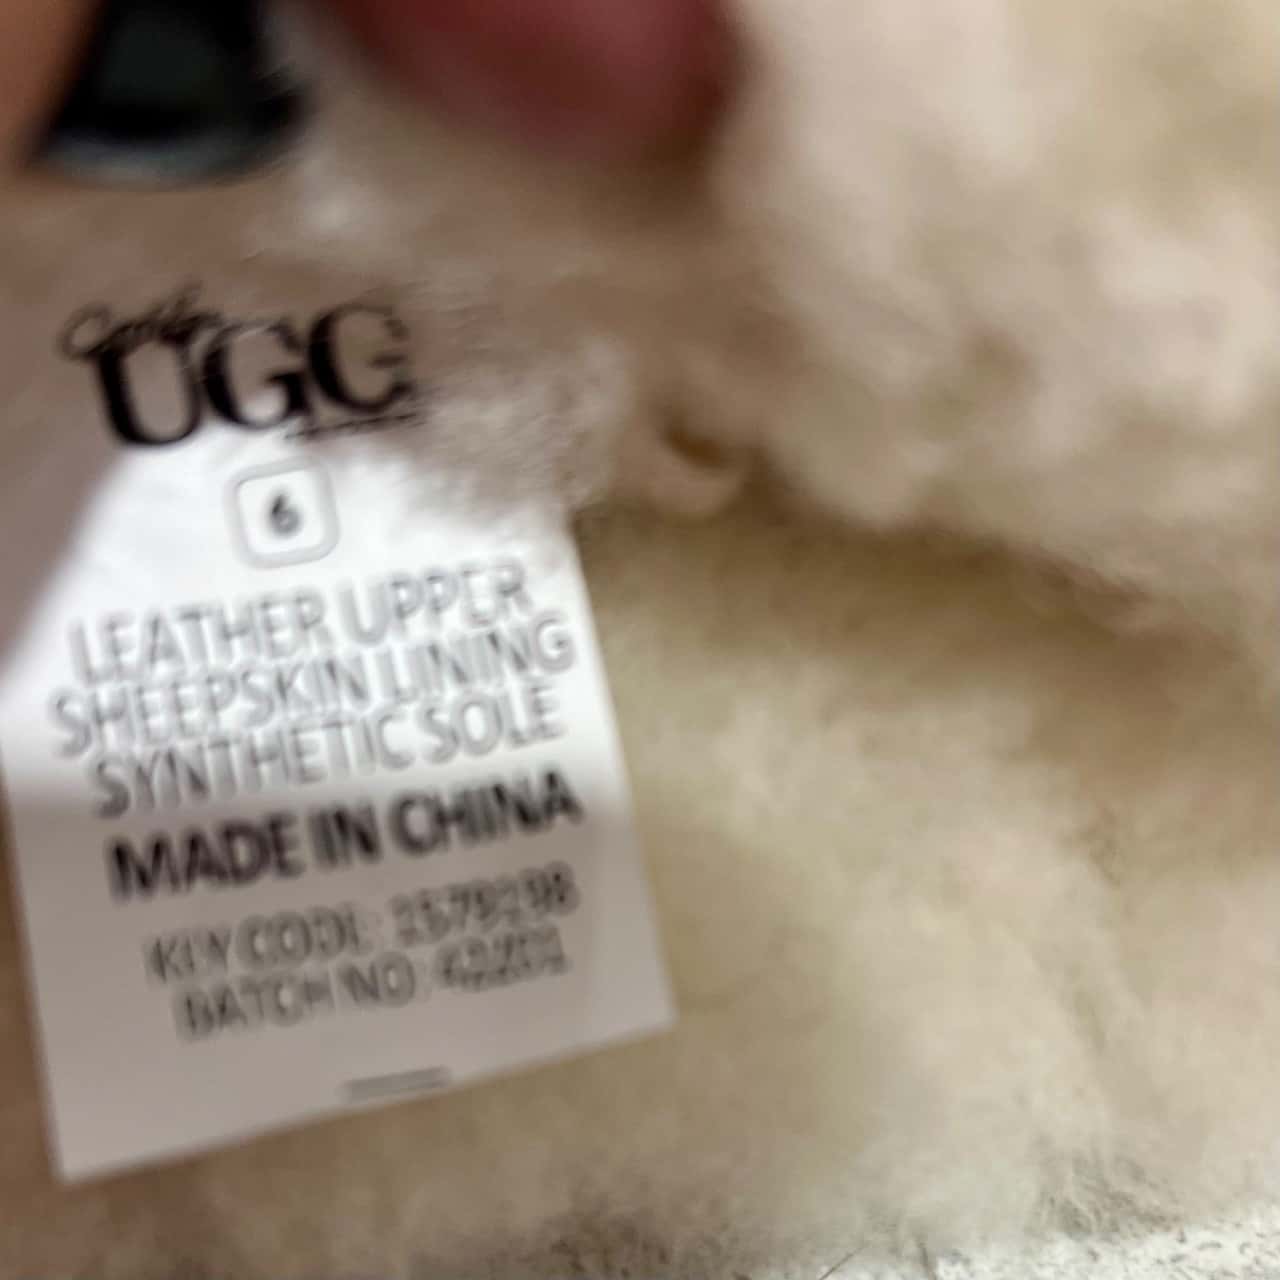 UGG
6
LEATHER UPPER
SHEEPSKIN LINING
SYNTHETIC SOLE
MADE IN CHINA
KEY CODE:
BATCH NO: